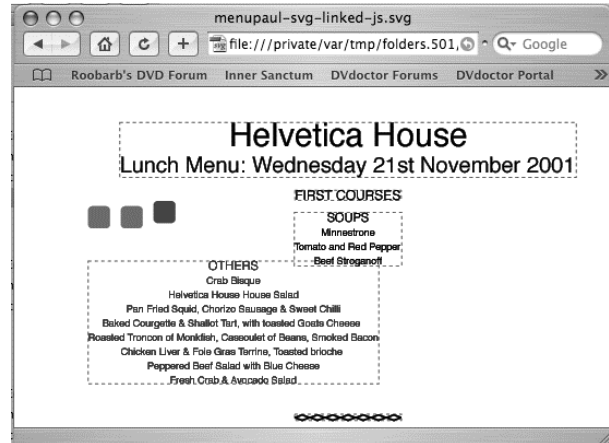 menupaul-svg-linked-js.svg
file:///private/var/tmp/folders.501, Google
Roobarb's DVD Forum Inner Sanctum DVdoctor Forums DVdoctor Portal »
Helvetica House
Lunch Menu: Wednesday 21st November 2001
FIRST COURSES
SOUPS
Minnestrone
Tomato and Red Pepper
Beef Stroganoff
OTHERS
Crab Bisque
Helvetica House House Salad
Pan Fried Squid, Chorizo Sausage & Sweet Chilli
Baked Courgette & Shallot Tart, with toasted Goats Cheese
Roasted Troncon of Monkfish, Cassoulet of Beans, Smoked Bacon
Chicken Liver & Foie Gras Terrine, Toasted brioche
Peppered Beef Salad with Blue Cheese
Fresh Crab & Avocado Salad